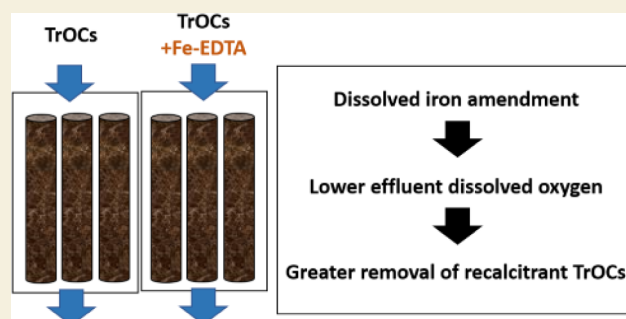 TrOCs
TrOCs
+Fe-EDTA
Dissolved iron amendment
Lower effluent dissolved oxygen
Greater removal of recalcitrant TrOCs